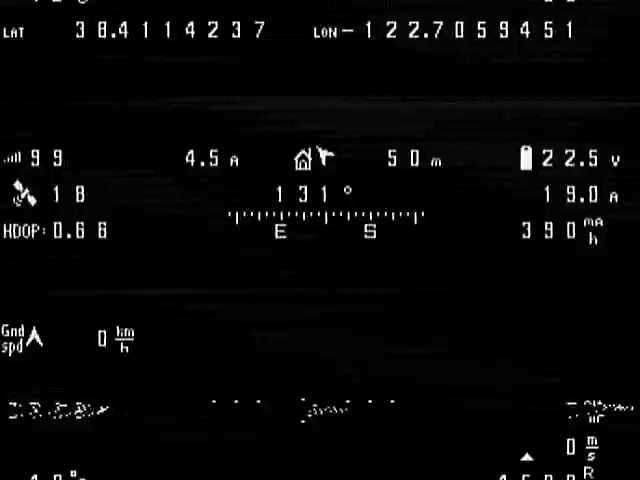 LAT 38.4114237 LON -122.7059451
99 4.5 A 50 m 22.5 V
18 131° 19.0 A
HDOP: 0.66 E S 390 mAh
Gnd spd 0 km/h
0 m/s
R